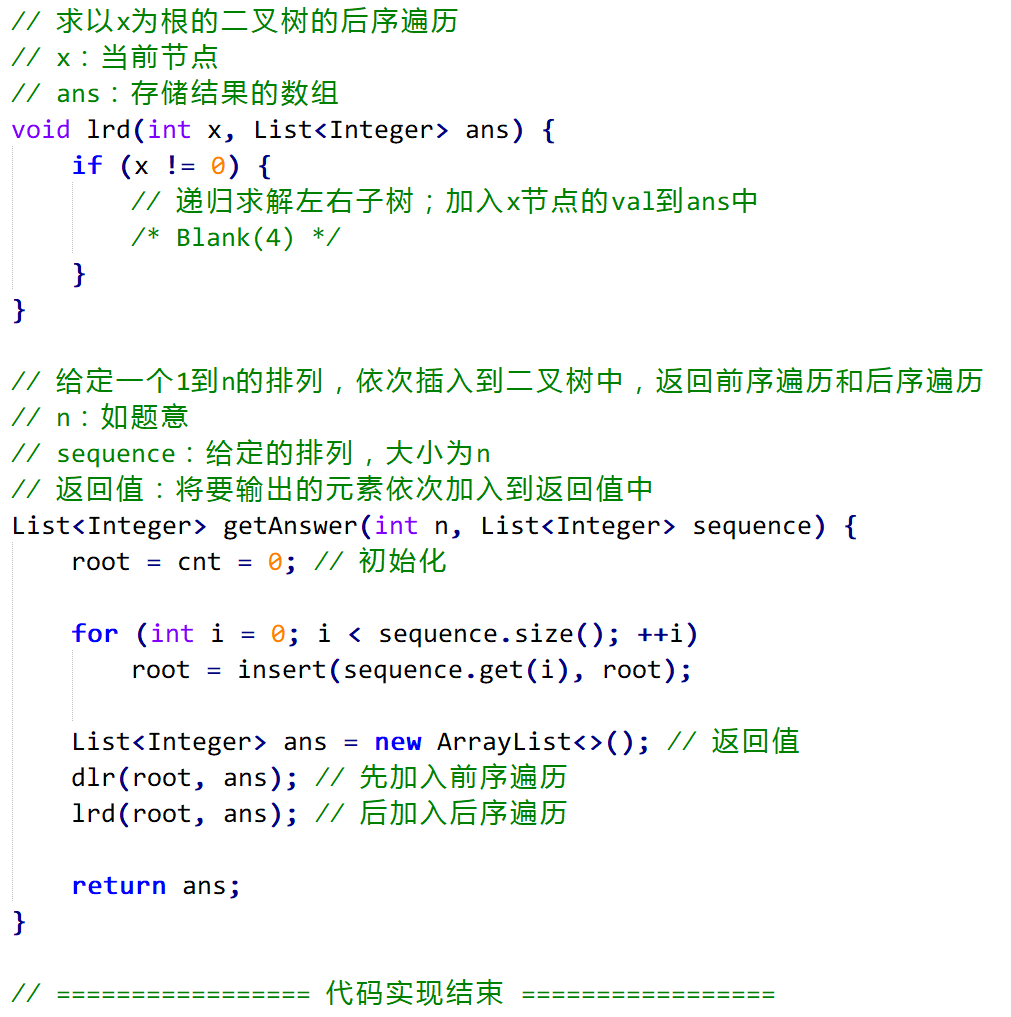 // 求以x为根的二叉树的后序遍历
// x：当前节点
// ans：存储结果的数组
void lrd(int x, List<Integer> ans) {
    if (x != 0) {
        // 递归求解左右子树；加入x节点的val到ans中
        /* Blank(4) */
    }
}

// 给定一个1到n的排列，依次插入到二叉树中，返回前序遍历和后序遍历
// n：如题意
// sequence：给定的排列，大小为n
// 返回值：将要输出的元素依次加入到返回值中
List<Integer> getAnswer(int n, List<Integer> sequence) {
    root = cnt = 0; // 初始化

    for (int i = 0; i < sequence.size(); ++i)
        root = insert(sequence.get(i), root);

    List<Integer> ans = new ArrayList<>(); // 返回值
    dlr(root, ans); // 先加入前序遍历
    lrd(root, ans); // 后加入后序遍历

    return ans;
}

// ================= 代码实现结束 =================